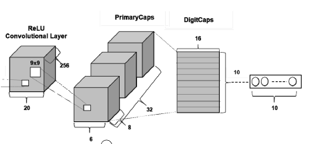 PrimaryCaps
DigitCaps
ReLU
Convolutional Layer
16
9x9
256
10
32
20
8
6
10